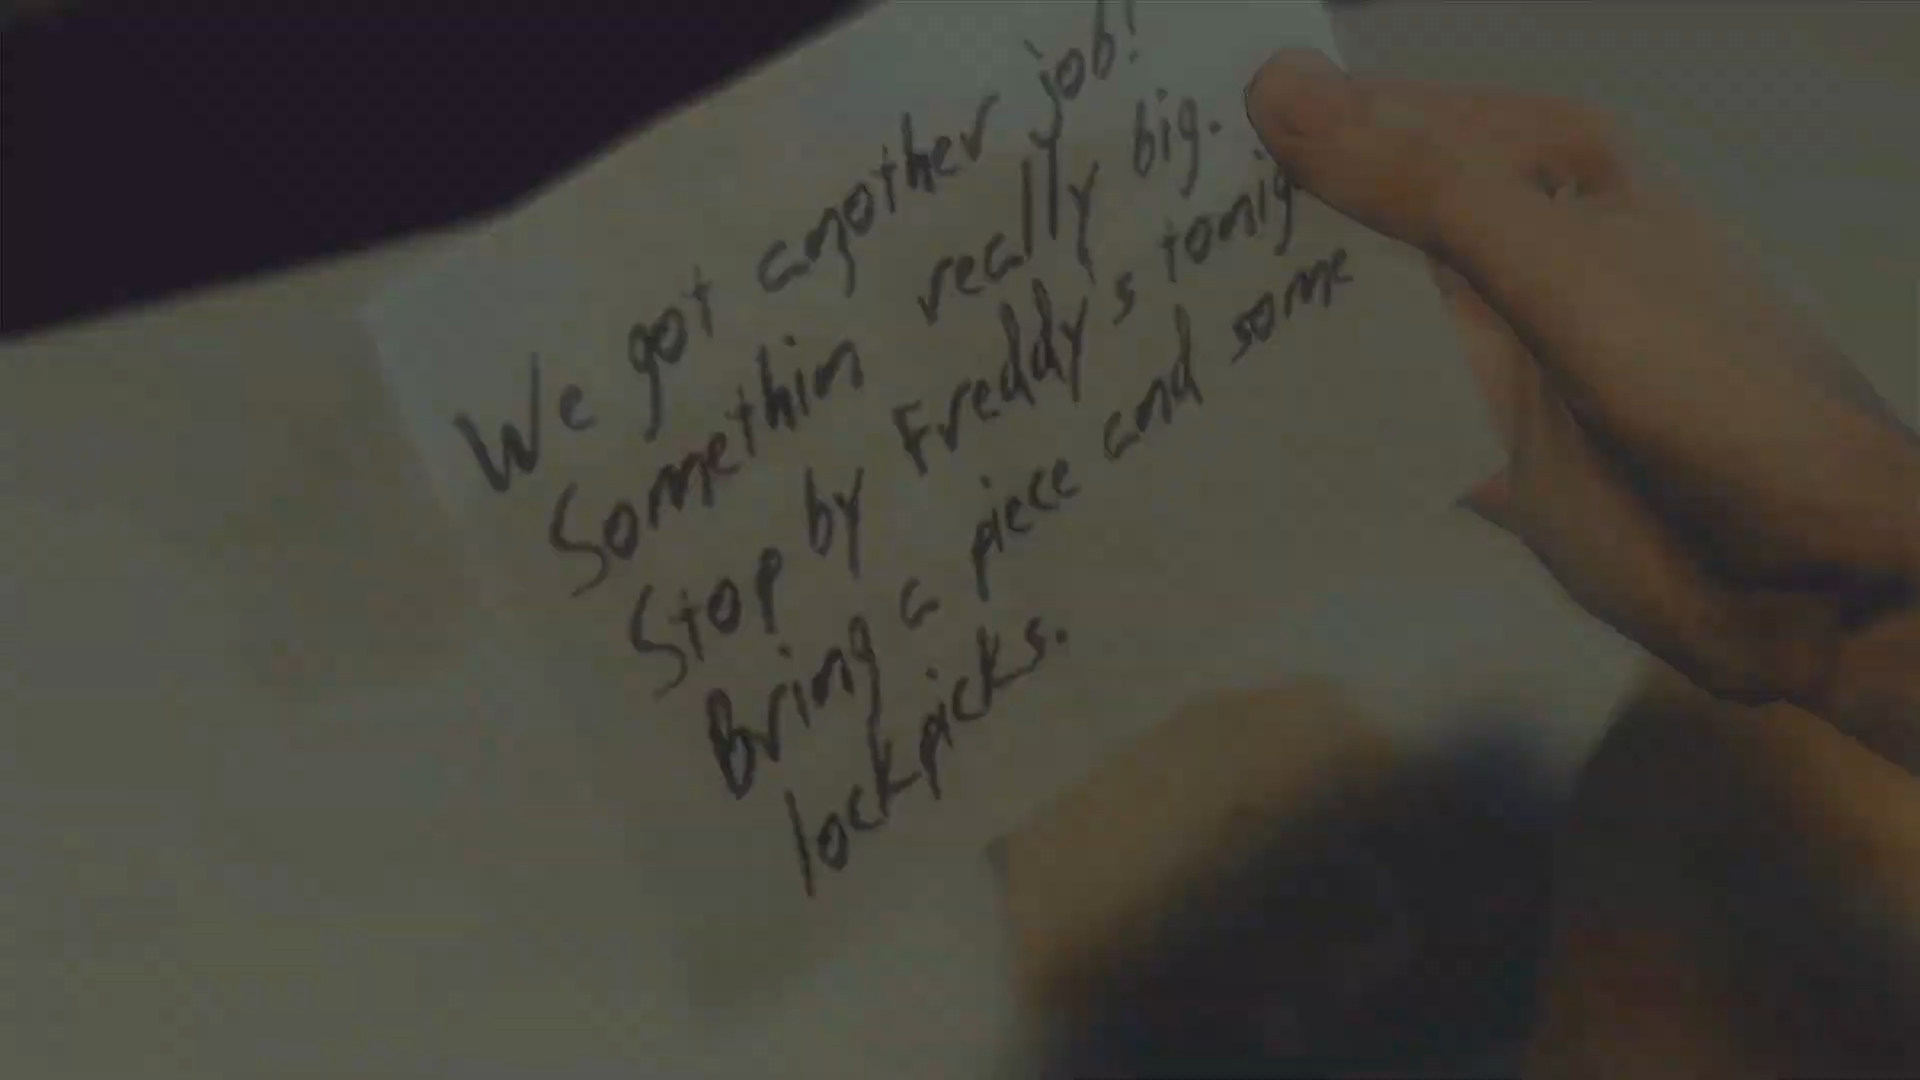 We got another job!
Somethin really big.
Stop by Freddy's tonig
Bring a piece and some
lockpicks.